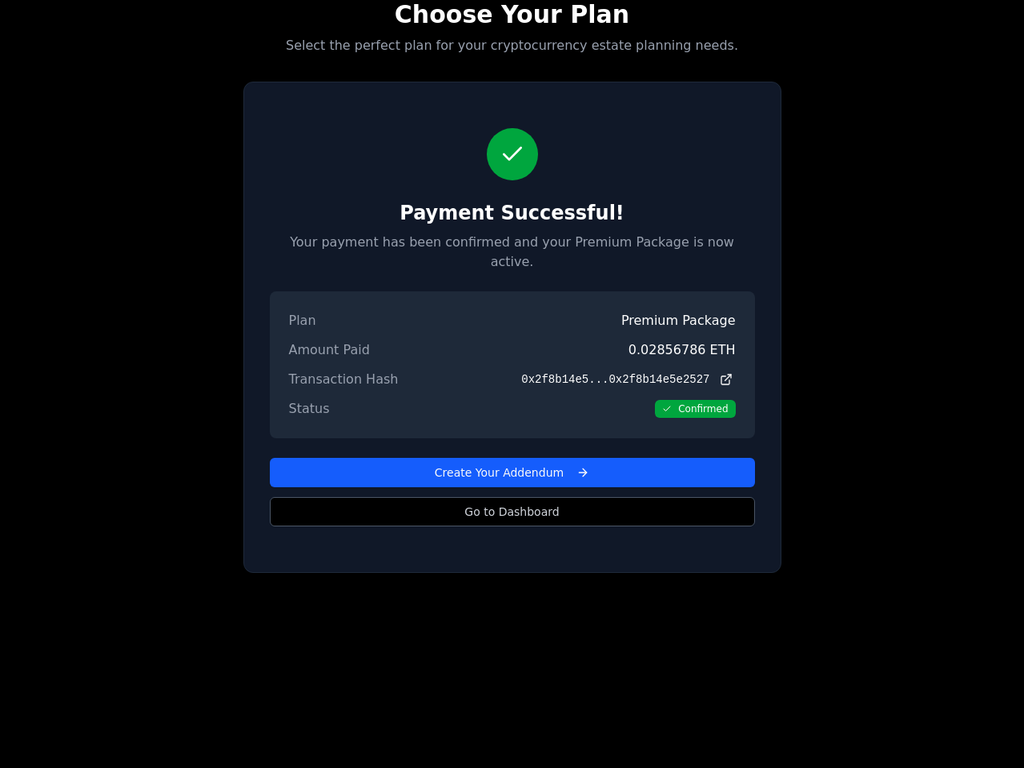 Choose Your Plan
Select the perfect plan for your cryptocurrency estate planning needs.
Payment Successful!
Your payment has been confirmed and your Premium Package is now
active.
Plan Premium Package
Amount Paid 0.02856786 ETH
Transaction Hash 0x2f8b14e5...0x2f8b14e5e2527
Status Confirmed
Create Your Addendum
Go to Dashboard